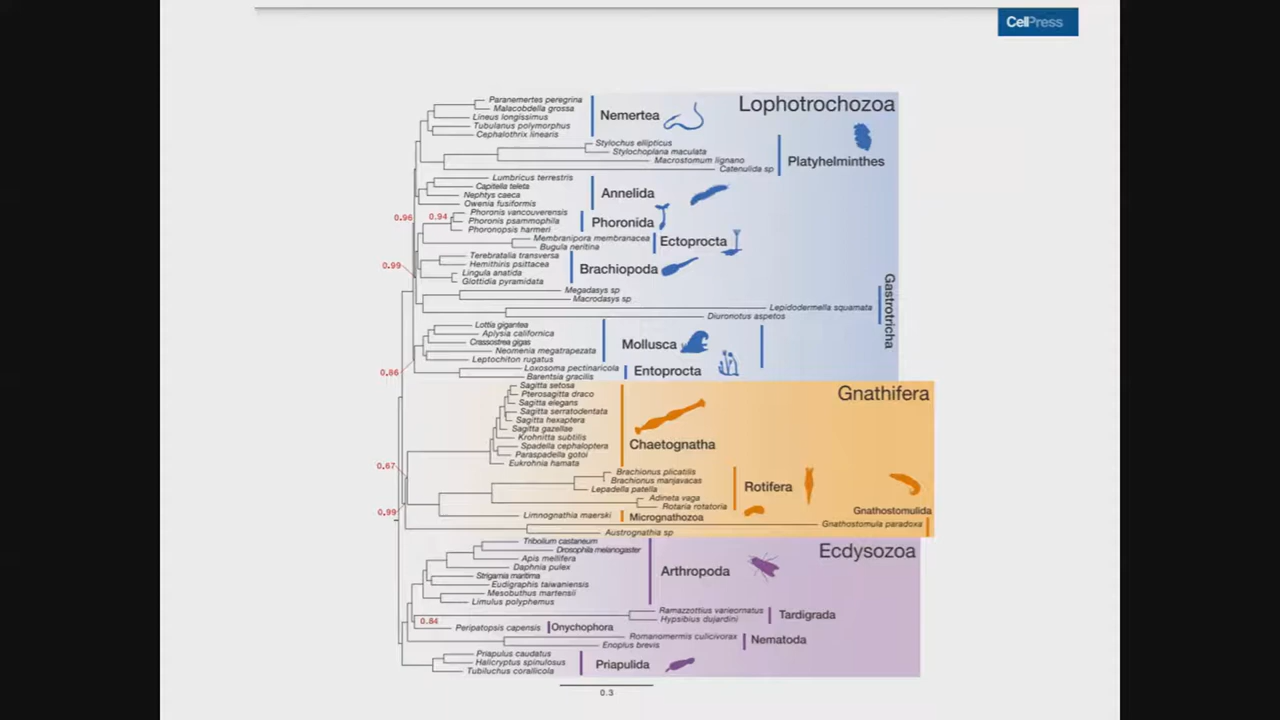 CellPress
Lophotrochozoa
Paranemertes peregrina
Malacobdella grossa
Lineus longissimus
Tubulanus polymorphus
Cephalothrix linearis
Nemertea
Stylochus ellipticus
Stylochoplana maculata
Macrostomum lignano
Catenulida sp
Platyhelminthes
Lumbricus terrestris
Capitella teleta
Nephtys caeca
Owenia fusiformis
Annelida
0.96
0.94
Phoronis vancouverensis
Phoronis psammophila
Phoronopsis harmeri
Phoronida
Membranipora membranacea
Bugula neritina
Ectoprocta
0.99
Terebratalia transversa
Hemithiris psittacea
Lingula anatida
Glottidia pyramidata
Brachiopoda
Megadasys sp
Macrodasys sp
Lepidodermella squamata
Diuronotus aspetos
Gastrotricha
Lottia gigantea
Aplysia californica
Crassostrea gigas
Neomenia megatrapezata
Leptochiton rugatus
Mollusca
0.86
Loxosoma pectinaricola
Barentsia gracilis
Entoprocta
Gnathifera
Sagitta setosa
Pterosagitta draco
Sagitta elegans
Sagitta serratodentata
Sagitta hexaptera
Sagitta gazellae
Krohnitta subtilis
Spadella cephaloptera
Paraspadella gotoi
Eukrohnia hamata
Chaetognatha
0.67
Brachionus plicatilis
Brachionus manjavacas
Lepadella patella
Adineta vaga
Rotaria rotatoria
Rotifera
0.99
Limnognathia maerski
Micrognathozoa
Gnathostomulida
Gnathostomula paradoxa
Austrognathia sp
Ecdysozoa
Tribolium castaneum
Drosophila melanogaster
Apis mellifera
Daphnia pulex
Strigamia maritima
Eudigraphis taiwaniensis
Mesobuthus martensii
Limulus polyphemus
Arthropoda
Ramazzottius varieornatus
Hypsibius dujardini
Tardigrada
0.84
Peripatopsis capensis
Onychophora
Romanomermis culicivorax
Enoplus brevis
Nematoda
Priapulus caudatus
Halicryptus spinulosus
Tubiluchus corallicola
Priapulida
0.3